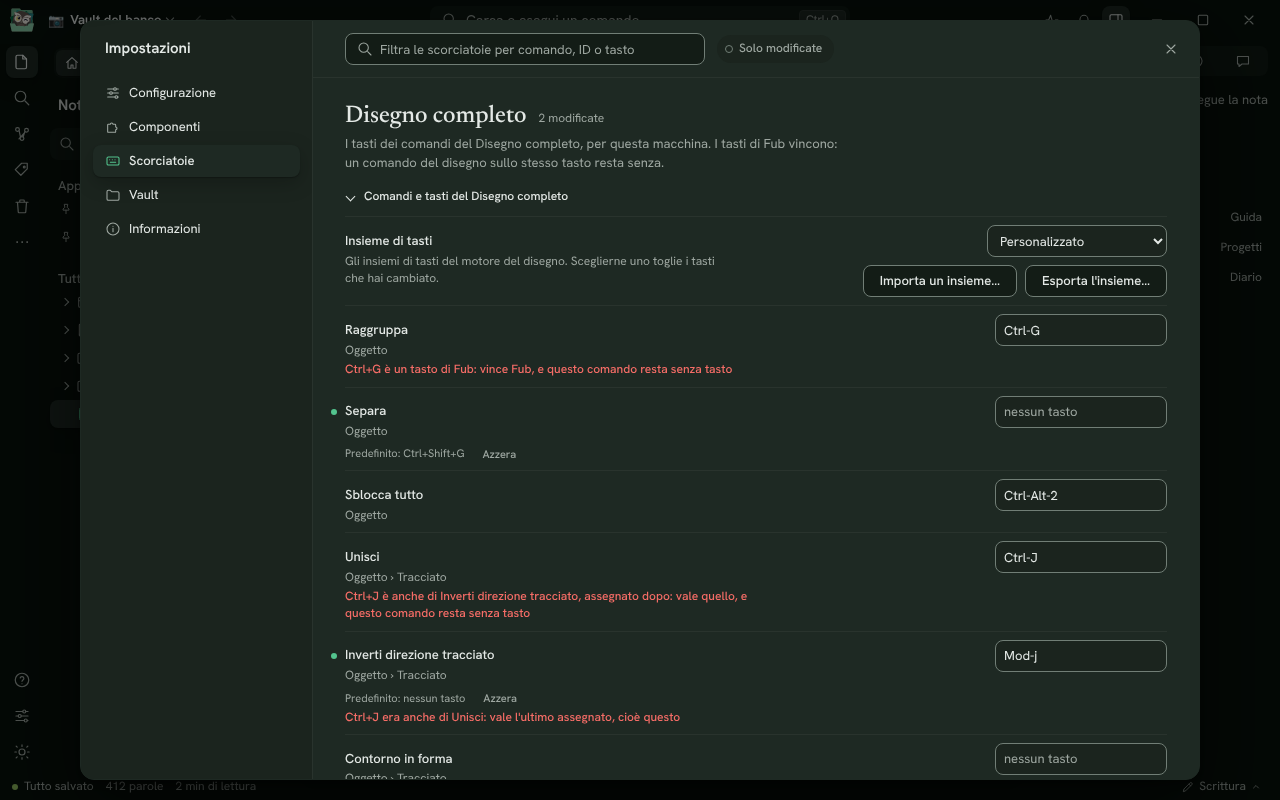 Vault del banco
Cerca o esegui un comando
Ctrl+O
Impostazioni
Filtra le scorciatoie per comando, ID o tasto
Solo modificate
Configurazione
Componenti
Scorciatoie
Vault
Informazioni
Not
egue la nota
App
Tutt
Guida
Progetti
Diario
Disegno completo
2 modificate
I tasti dei comandi del Disegno completo, per questa macchina. I tasti di Fub vincono:
un comando del disegno sullo stesso tasto resta senza.
Comandi e tasti del Disegno completo
Insieme di tasti
Gli insiemi di tasti del motore del disegno. Sceglierne uno toglie i tasti
che hai cambiato.
Personalizzato
Importa un insieme...
Esporta l'insieme...
Raggruppa
Oggetto
Ctrl+G è un tasto di Fub: vince Fub, e questo comando resta senza tasto
Ctrl-G
Separa
Oggetto
Predefinito: Ctrl+Shift+G
Azzera
nessun tasto
Sblocca tutto
Oggetto
Ctrl-Alt-2
Unisci
Oggetto › Tracciato
Ctrl+J è anche di Inverti direzione tracciato, assegnato dopo: vale quello, e
questo comando resta senza tasto
Ctrl-J
Inverti direzione tracciato
Oggetto › Tracciato
Predefinito: nessun tasto
Azzera
Ctrl+J era anche di Unisci: vale l'ultimo assegnato, cioè questo
Mod-j
Contorno in forma
Oggetto › Tracciato
nessun tasto
Tutto salvato
412 parole
2 min di lettura
Scrittura